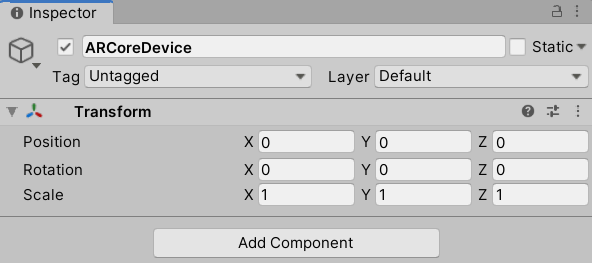 Inspector
ARCoreDevice Static
Tag Untagged Layer Default
Transform
Position X 0 Y 0 Z 0
Rotation X 0 Y 0 Z 0
Scale X 1 Y 1 Z 1
Add Component